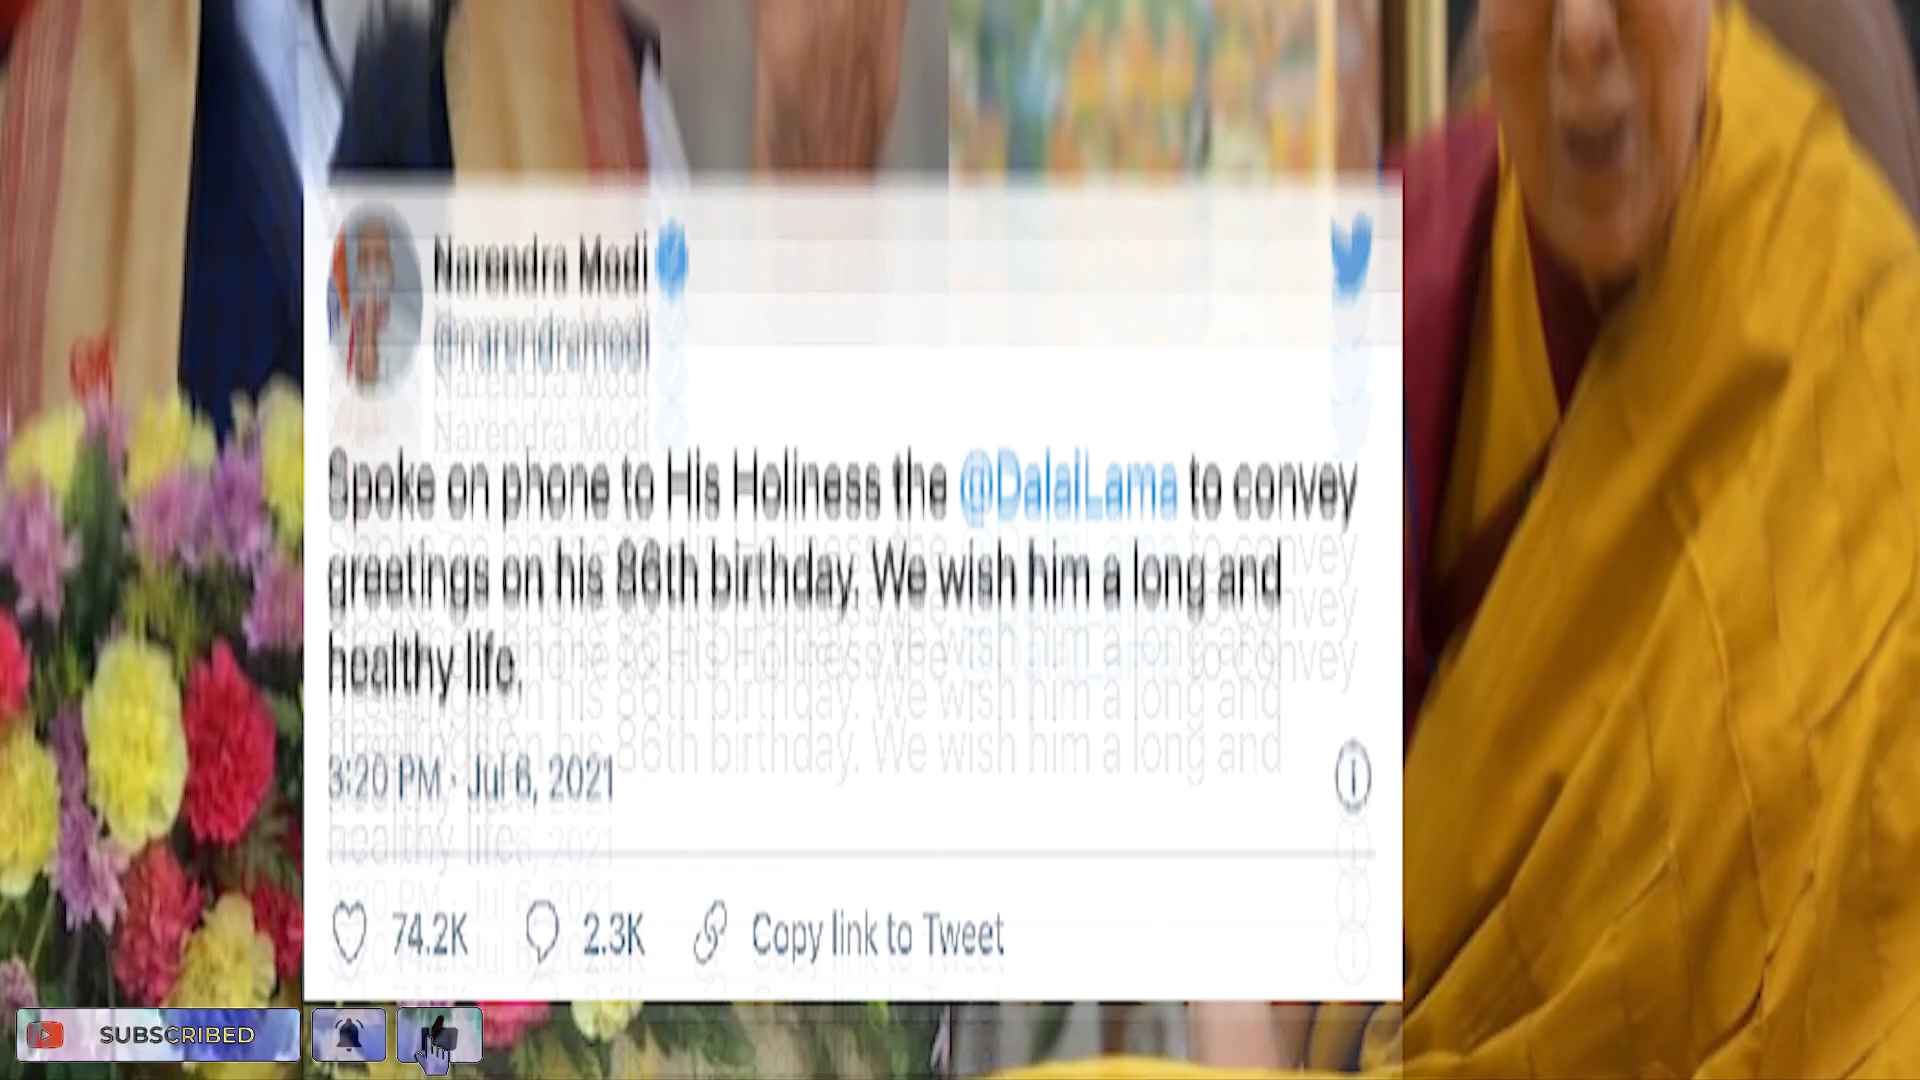 Narendra Modi
@narendramodi
Spoke on phone to His Holiness the @DalaiLama to convey
greetings on his 86th birthday. We wish him a long and
healthy life.
3:20 PM · Jul 6, 2021
74.2K 2.3K Copy link to Tweet
SUBSCRIBED